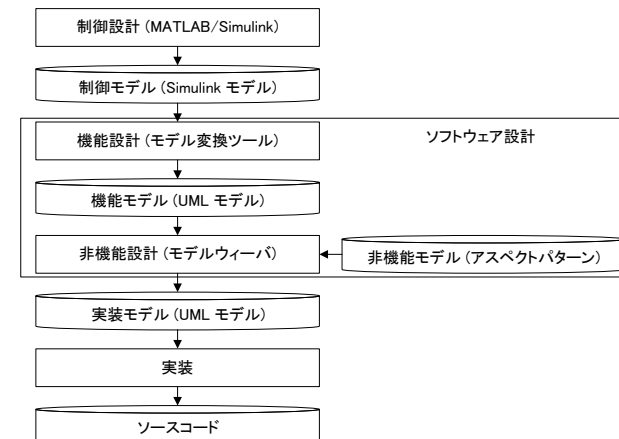 制御設計 (MATLAB/Simulink)
制御モデル (Simulink モデル)
ソフトウェア設計
機能設計 (モデル変換ツール)
機能モデル (UML モデル)
非機能設計 (モデルウィーバ)
非機能モデル (アスペクトパターン)
実装モデル (UML モデル)
実装
ソースコード